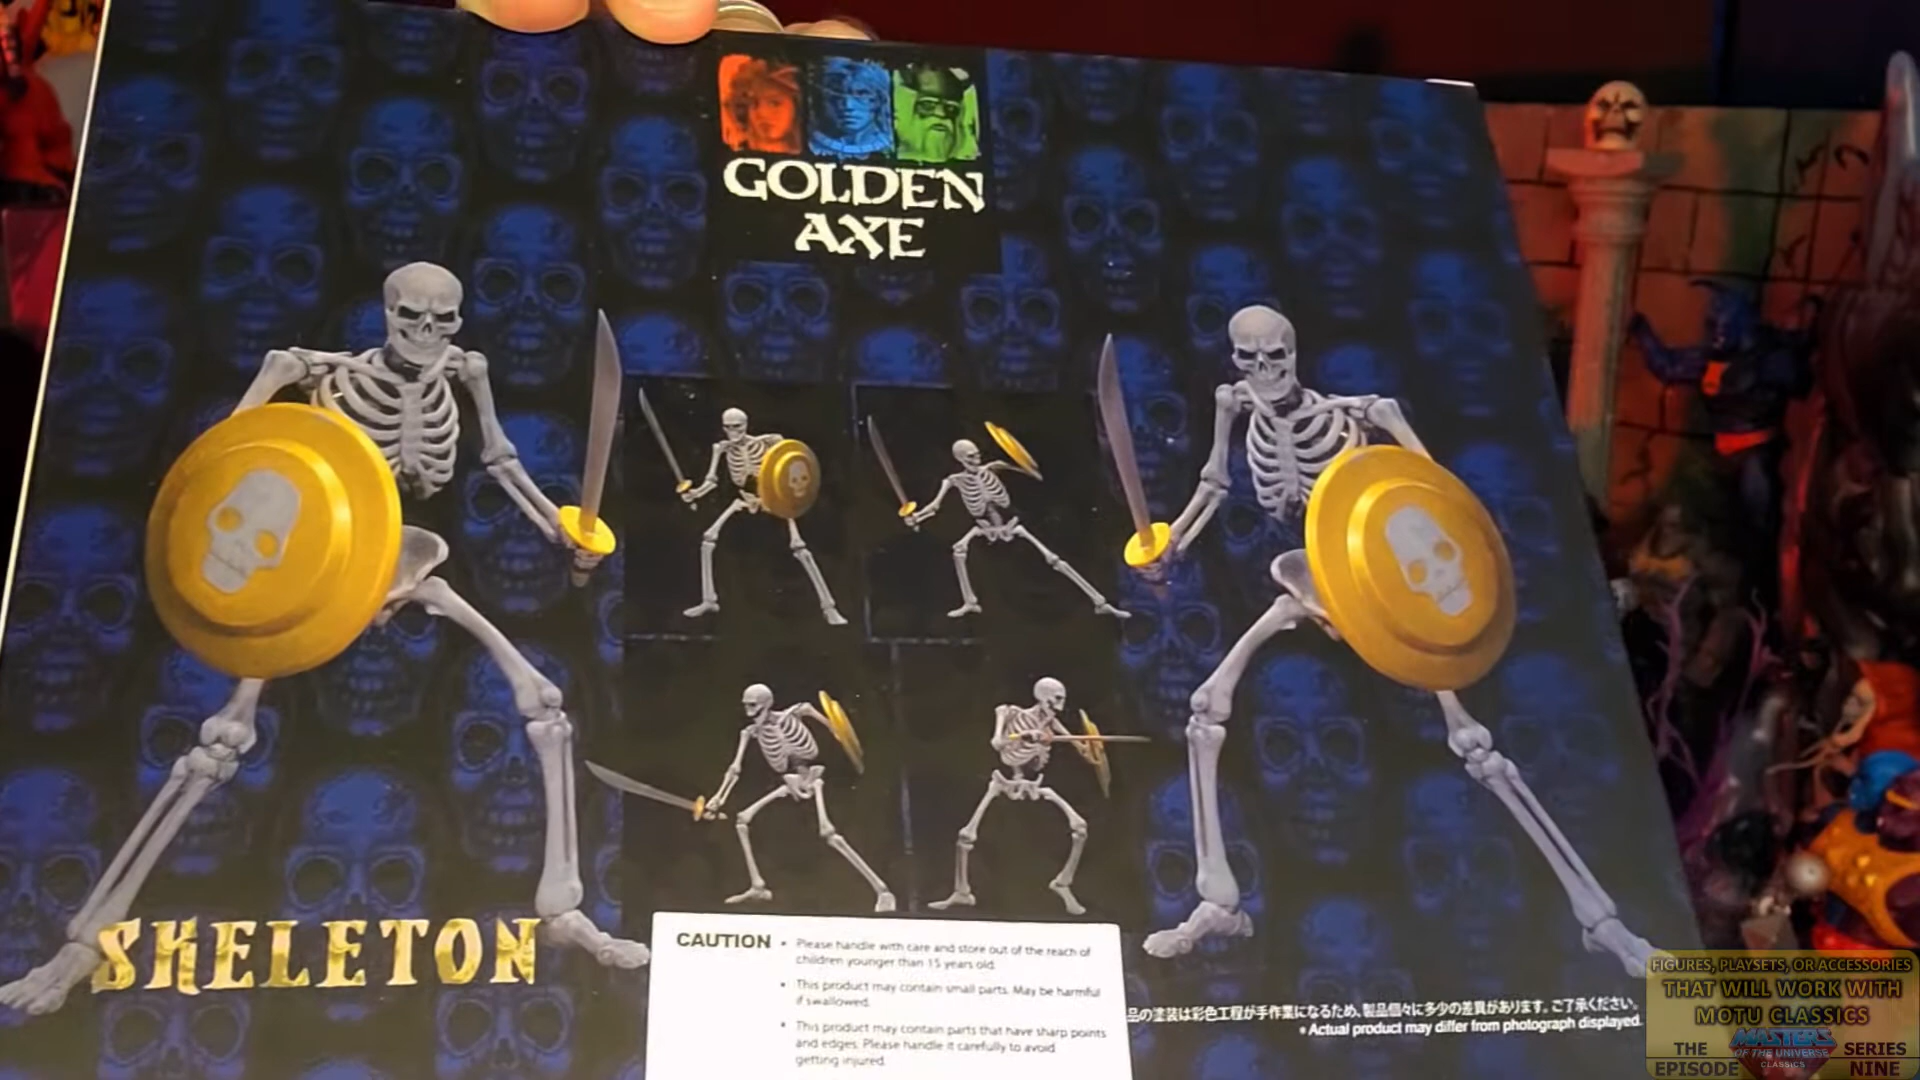 GOLDEN
AXE
SKELETON
CAUTION
• Please handle with care and store out of the reach of
children younger than 15 years old.
• This product may contain small parts. May be harmful
if swallowed.
• This product may contain parts that have sharp points
and edges. Please handle it carefully to avoid
getting injured.
品の塗装は彩色工程が手作業になるため、製品個々に多少の差異があります。ご了承ください。
* Actual product may differ from photograph displayed.
FIGURES, PLAYSETS, OR ACCESSORIES
THAT WILL WORK WITH
MOTU CLASSICS
THE EPISODE
MASTERS
OF THE UNIVERSE
CLASSICS
SERIES NINE